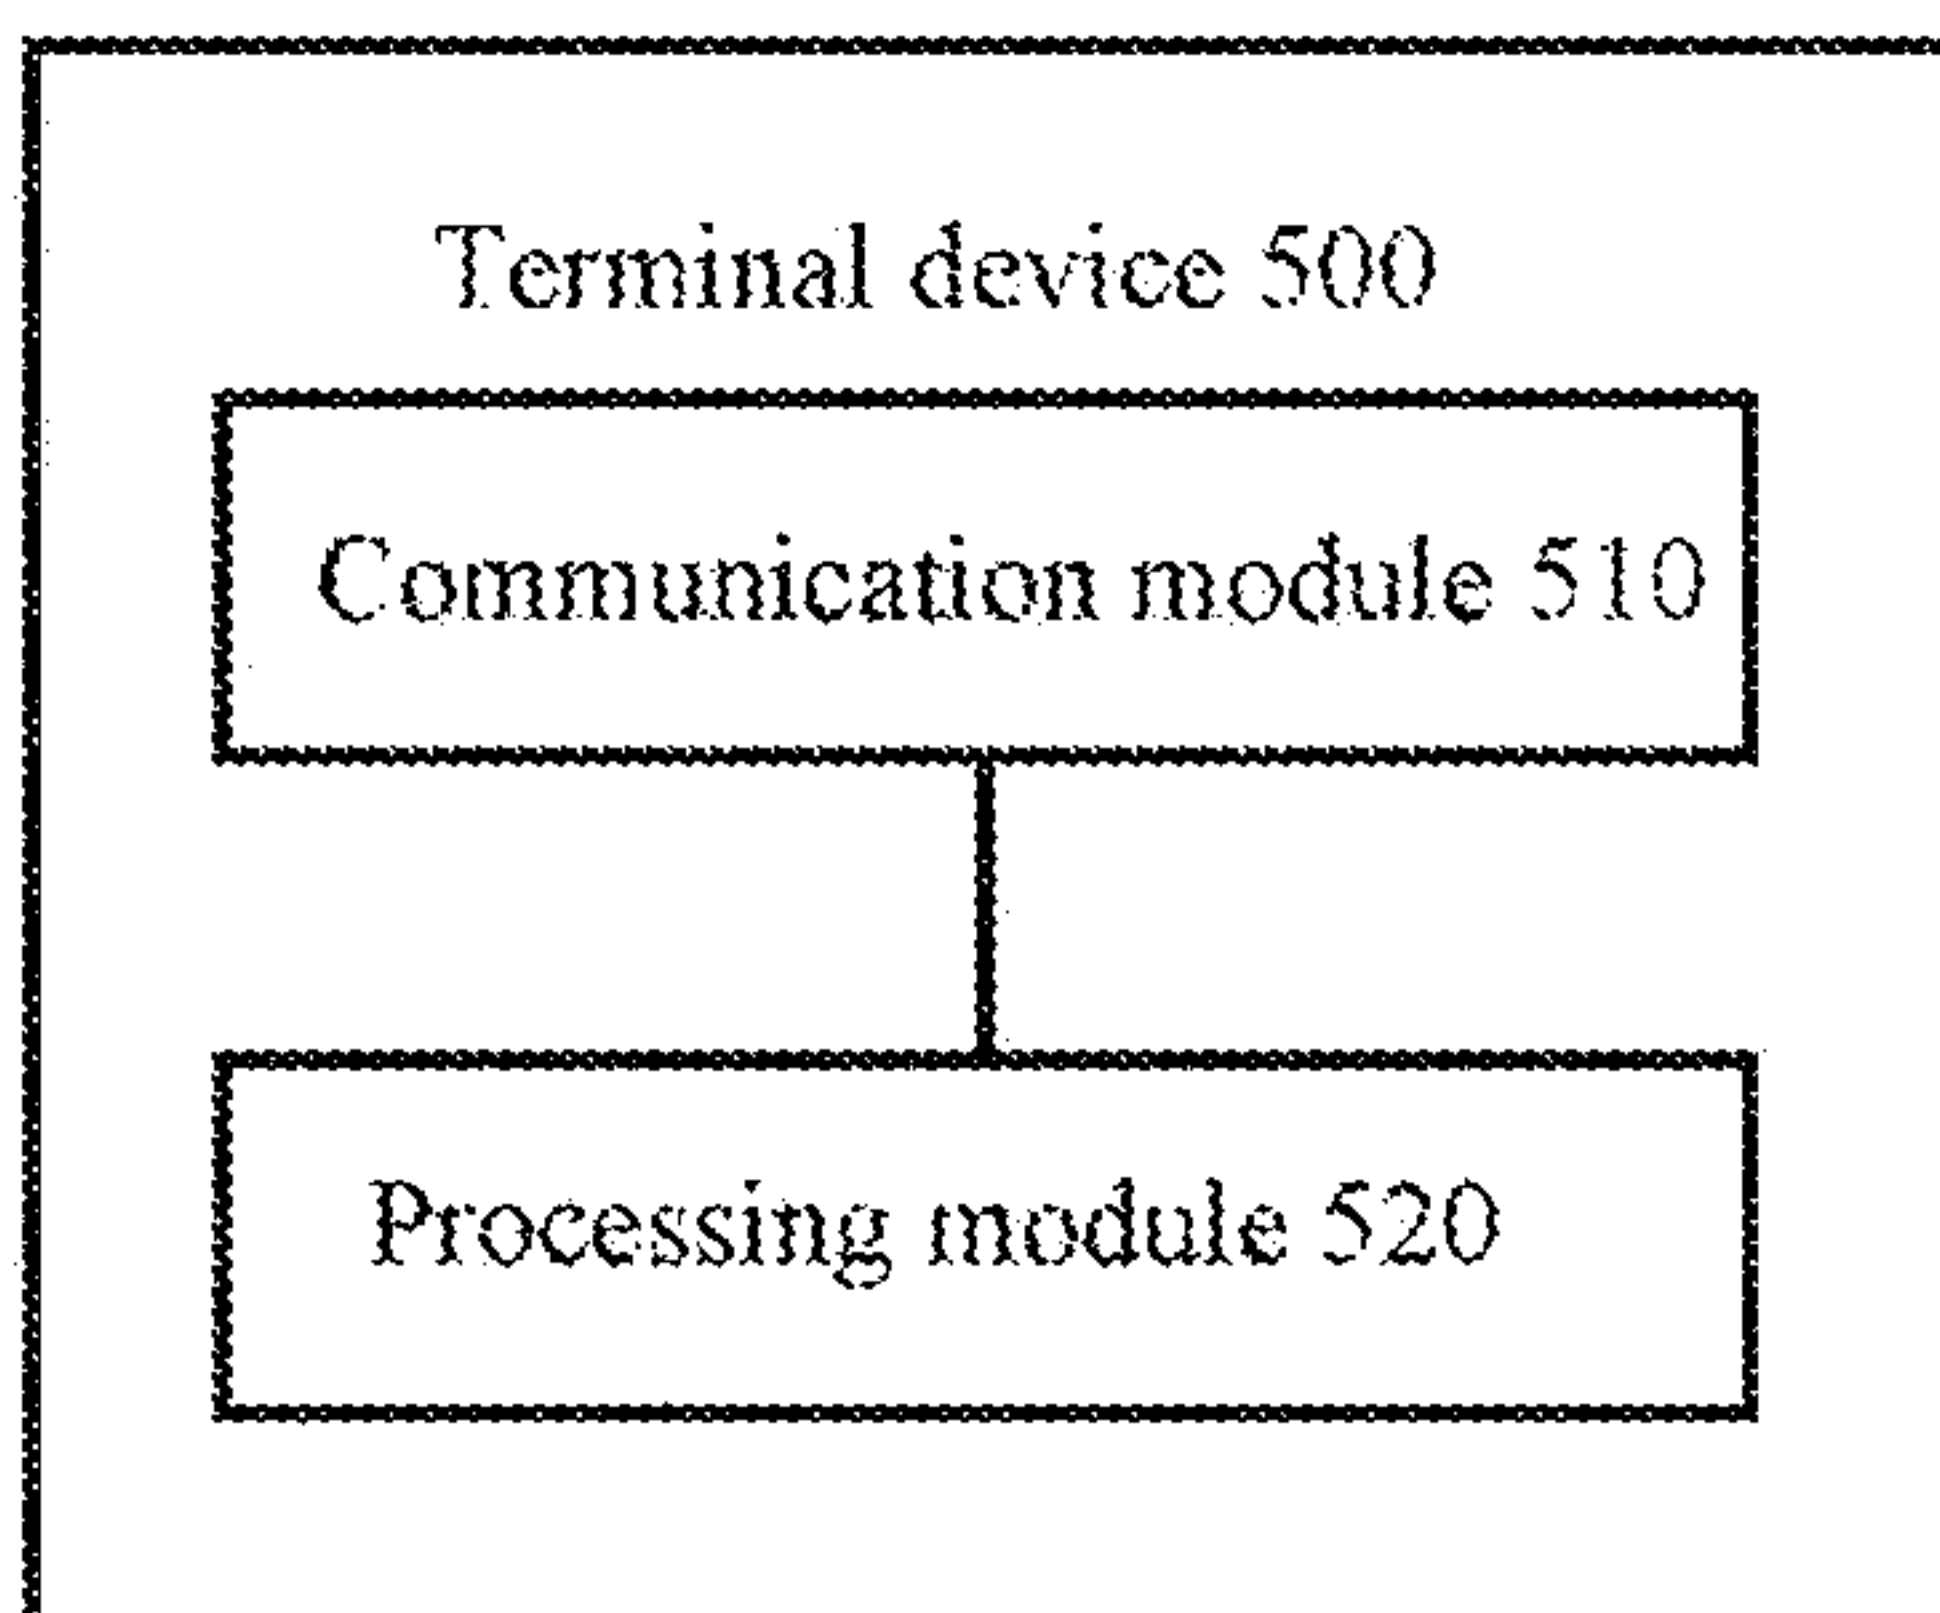 Terminal device 500
Communication module 510
Processing module 520